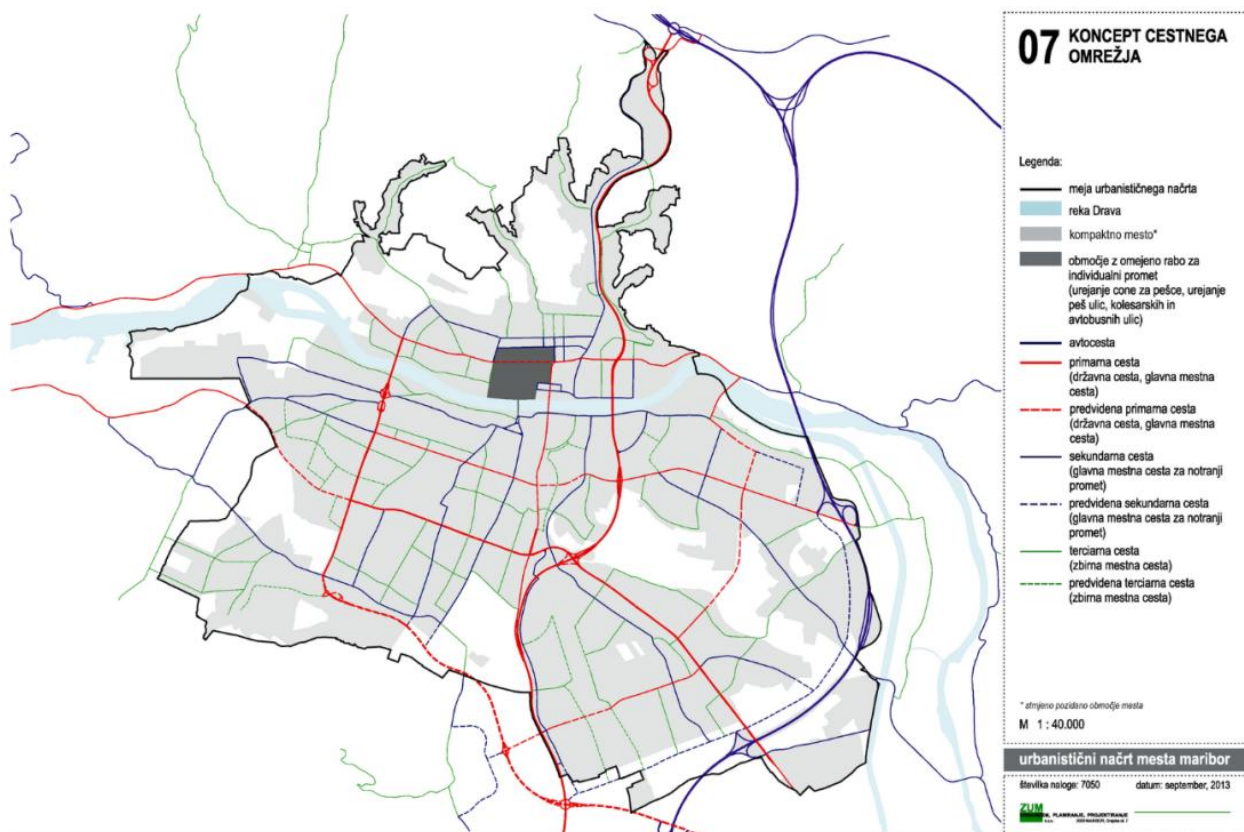 07 KONCEPT CESTNEGA
OMREŽJA
Legenda:
meja urbanističnega načrta
reka Drava
kompaktno mesto*
območje z omejeno rabo za
individualni promet
(urejanje cone za pešce, urejanje
peš ulic, kolesarskih in
avtobusnih ulic)
avtocesta
primarna cesta
(državna cesta, glavna mestna
cesta)
predvidena primarna cesta
(državna cesta, glavna mestna
cesta)
sekundarna cesta
(glavna mestna cesta za notranji
promet)
predvidena sekundarna cesta
(glavna mestna cesta za notranji
promet)
terciarna cesta
(zbirna mestna cesta)
predvidena terciarna cesta
(zbirna mestna cesta)
* strnjeno pozidano območje mesta
M 1 : 40.000
urbanistični načrt mesta maribor
številka naloge: 7050 datum: september, 2013
ZUM
PLANIRANJE, PROJEKTIRANJE